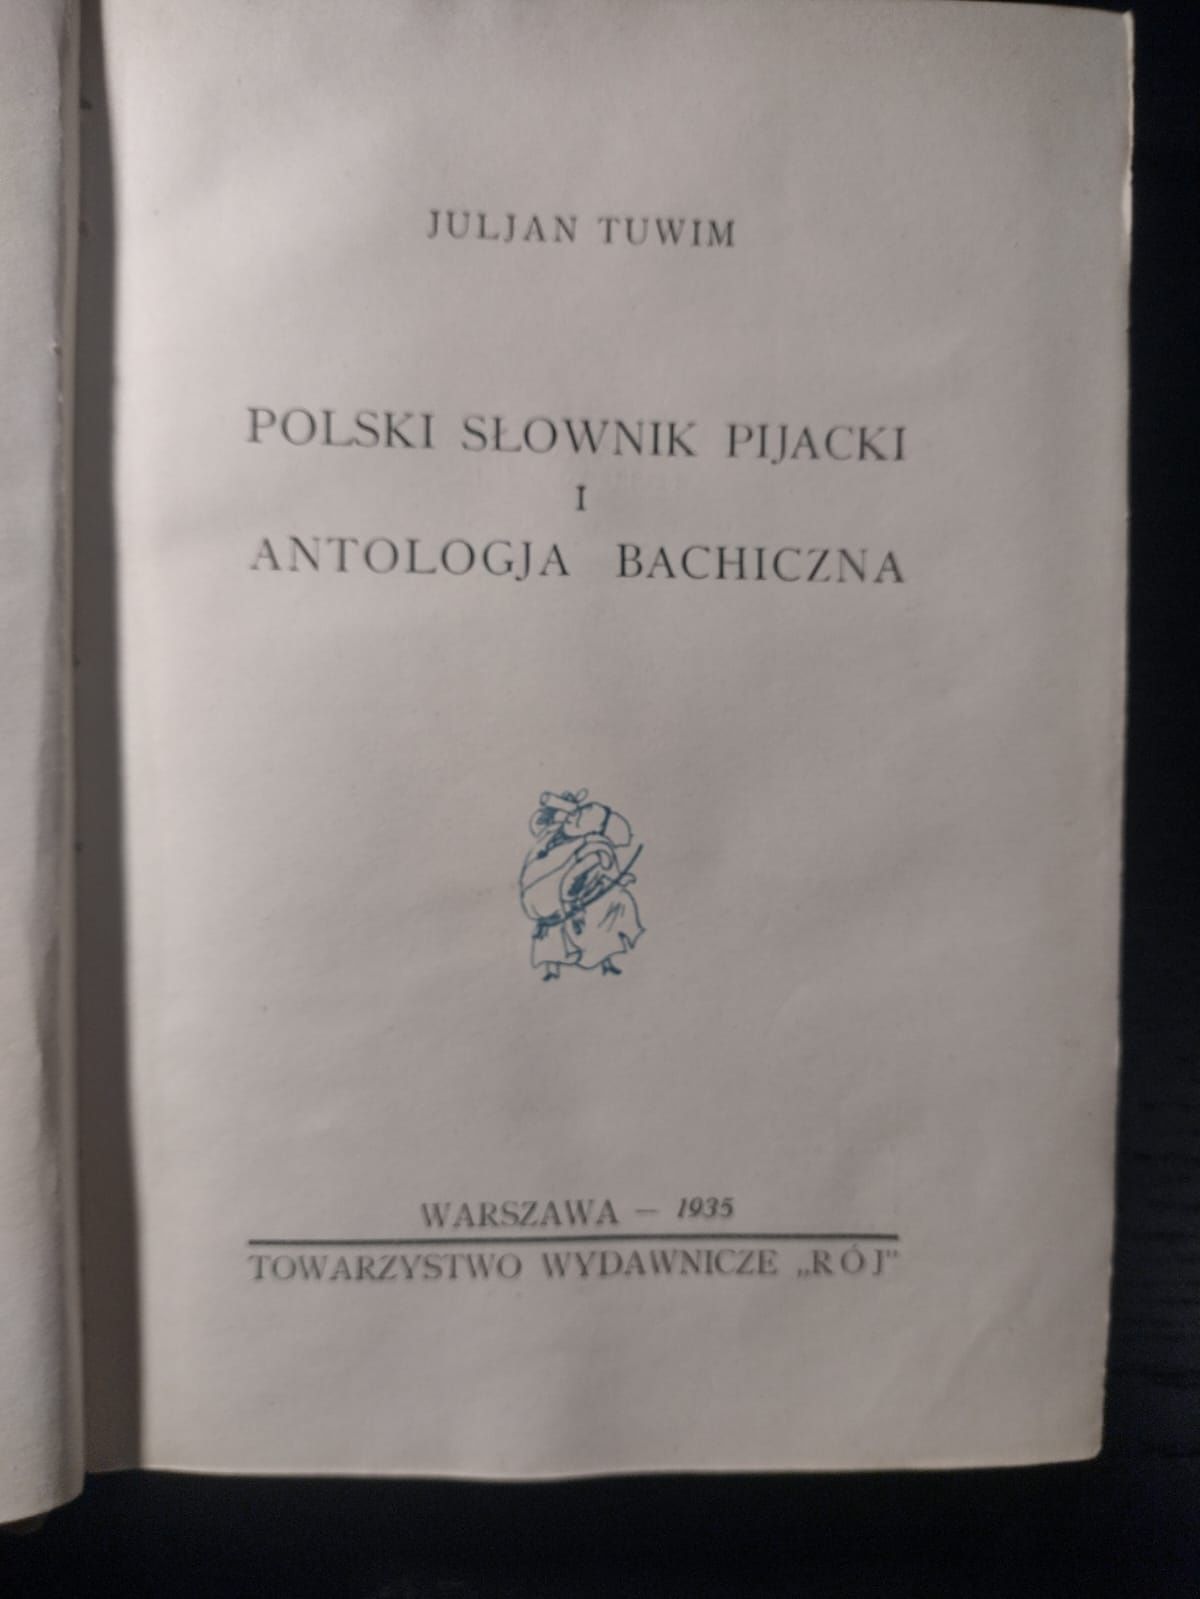 JULJAN TUWIM
POLSKI SŁOWNIK PIJACKI
I
ANTOLOGJA BACHICZNA
WARSZAWA — 1935
TOWARZYSTWO WYDAWNICZE „RÓJ"